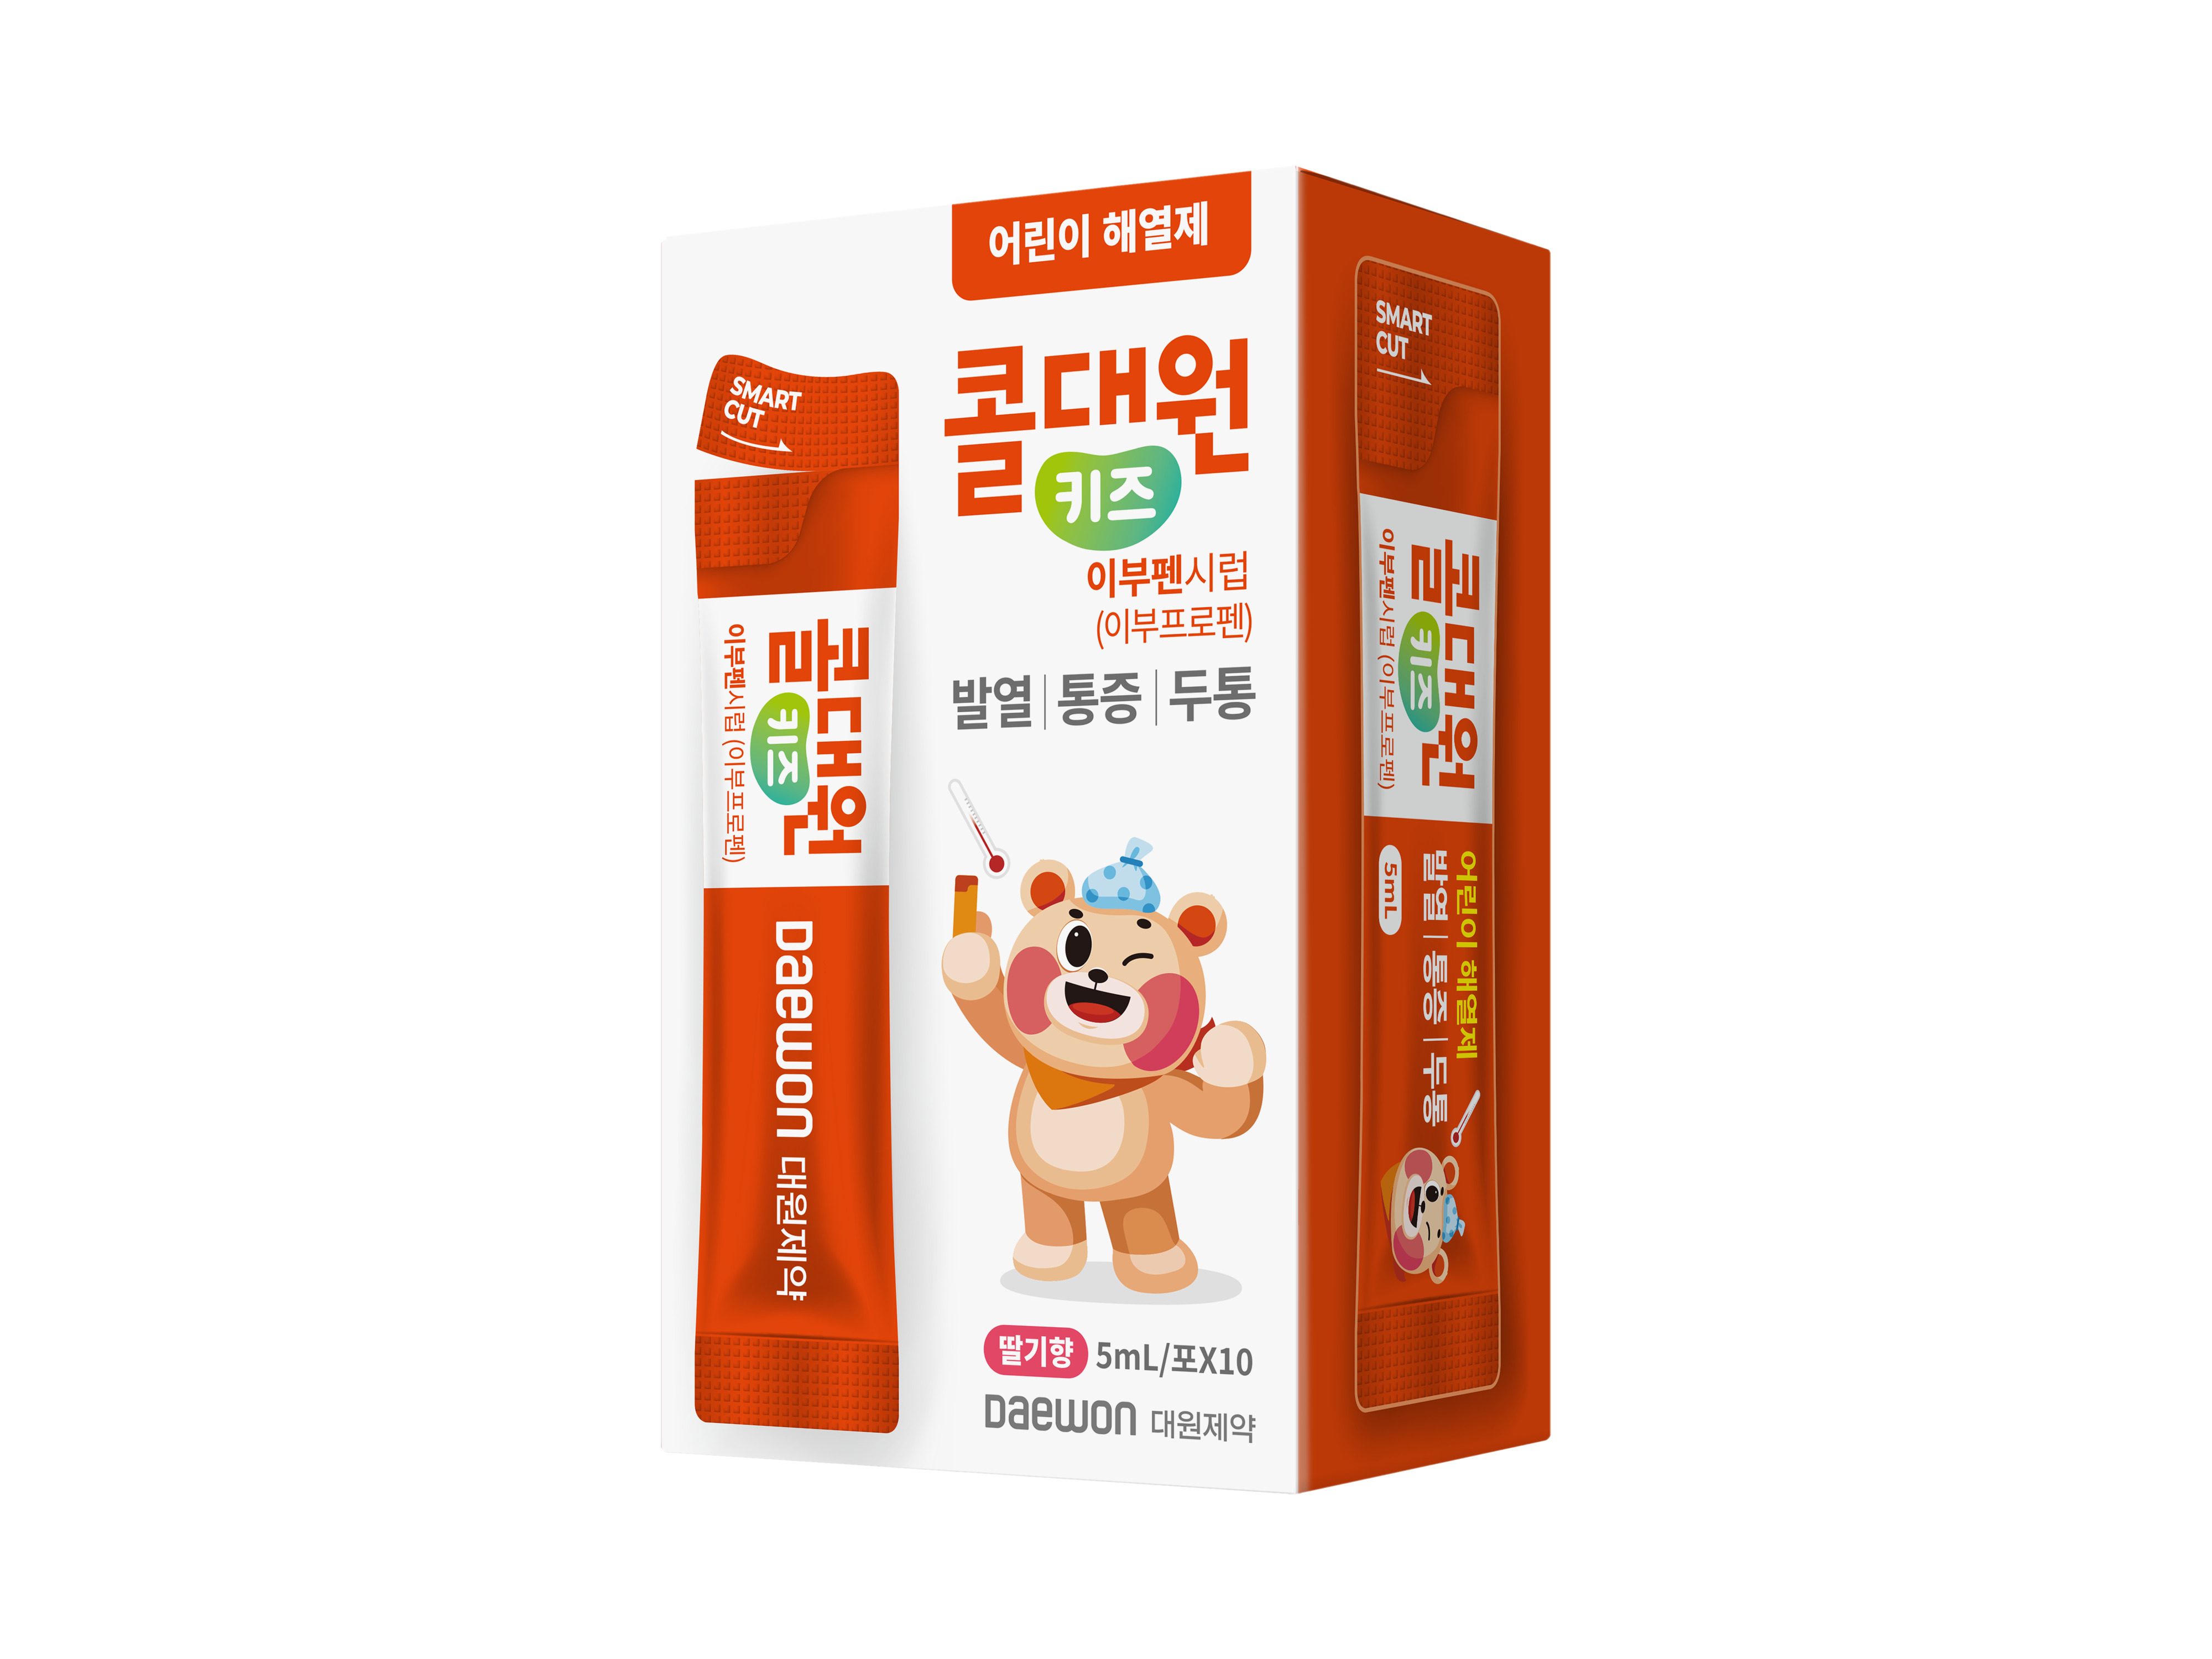 어린이 해열제
콜대원
키즈
이부펜시럽
(이부프로펜)
발열 | 통증 | 두통
딸기향 5mL/포X10
Daewon 대원제약
SMART
CUT
콜대원
키즈
이부펜시럽 (이부프로펜)
Daewon 대원제약
SMART
CUT
콜대원
키즈
이부펜시럽 (이부프로펜)
어린이 해열제
발열 | 통증 | 두통
5mL